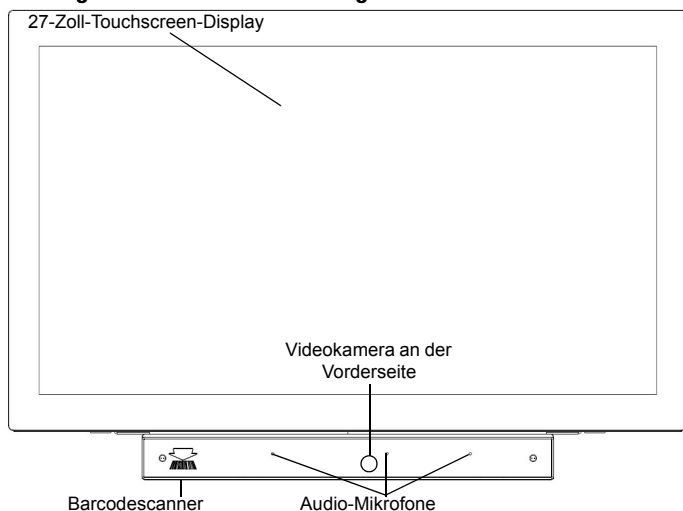 27-Zoll-Touchscreen-Display
Videokamera an der
Vorderseite
Barcodescanner
Audio-Mikrofone